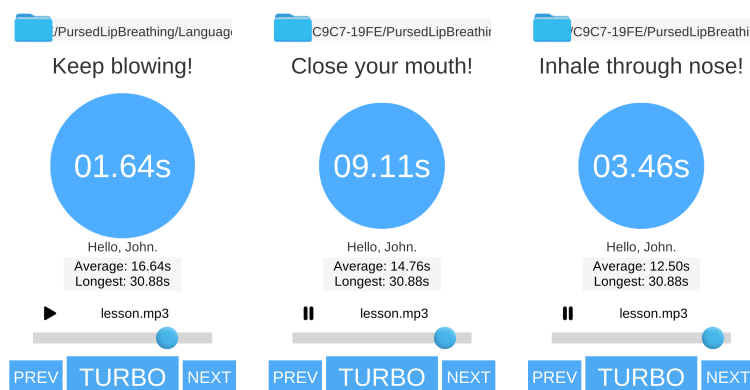 E/PursedLipBreathing/Language
Keep blowing!
01.64s
Hello, John.
Average: 16.64s
Longest: 30.88s
lesson.mp3
PREV
TURBO
NEXT
C9C7-19FE/PursedLipBreathin
Close your mouth!
09.11s
Hello, John.
Average: 14.76s
Longest: 30.88s
lesson.mp3
PREV
TURBO
NEXT
/C9C7-19FE/PursedLipBreathi
Inhale through nose!
03.46s
Hello, John.
Average: 12.50s
Longest: 30.88s
lesson.mp3
PREV
TURBO
NEXT